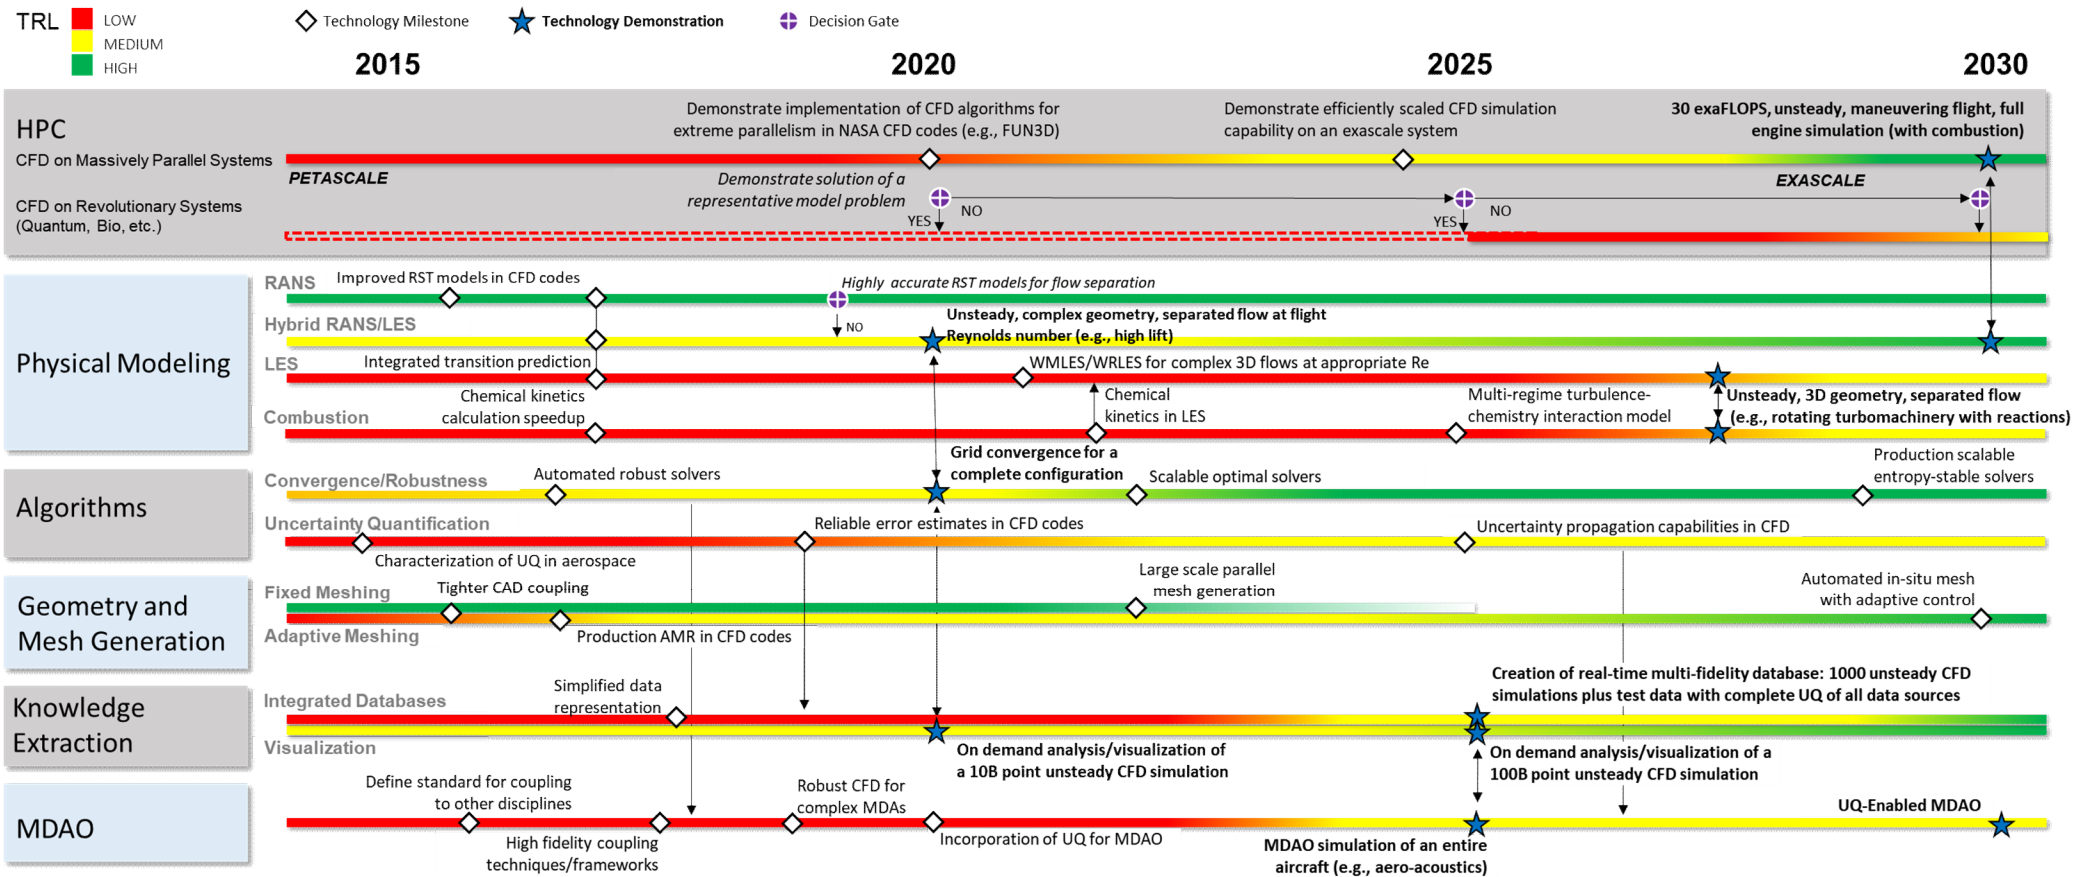 TRL
LOW
MEDIUM
HIGH
Technology Milestone
Technology Demonstration
Decision Gate
2015
2020
2025
2030
HPC
CFD on Massively Parallel Systems
CFD on Revolutionary Systems
(Quantum, Bio, etc.)
Demonstrate implementation of CFD algorithms for
extreme parallelism in NASA CFD codes (e.g., FUN3D)
Demonstrate efficiently scaled CFD simulation
capability on an exascale system
30 exaFLOPS, unsteady, maneuvering flight, full
engine simulation (with combustion)
PETASCALE
Demonstrate solution of a
representative model problem
EXASCALE
NO
YES
NO
YES
Physical Modeling
RANS
Improved RST models in CFD codes
Highly accurate RST models for flow separation
Hybrid RANS/LES
NO
Unsteady, complex geometry, separated flow at flight
Reynolds number (e.g., high lift)
LES
Integrated transition prediction
WMLES/WRLES for complex 3D flows at appropriate Re
Combustion
Chemical kinetics
calculation speedup
Chemical
kinetics in LES
Multi-regime turbulence-
chemistry interaction model
Unsteady, 3D geometry, separated flow
(e.g., rotating turbomachinery with reactions)
Algorithms
Convergence/Robustness
Automated robust solvers
Grid convergence for a
complete configuration
Scalable optimal solvers
Production scalable
entropy-stable solvers
Uncertainty Quantification
Characterization of UQ in aerospace
Reliable error estimates in CFD codes
Uncertainty propagation capabilities in CFD
Geometry and
Mesh Generation
Fixed Meshing
Tighter CAD coupling
Large scale parallel
mesh generation
Automated in-situ mesh
with adaptive control
Adaptive Meshing
Production AMR in CFD codes
Knowledge
Extraction
Integrated Databases
Simplified data
representation
Creation of real-time multi-fidelity database: 1000 unsteady CFD
simulations plus test data with complete UQ of all data sources
Visualization
On demand analysis/visualization of
a 10B point unsteady CFD simulation
On demand analysis/visualization of a
100B point unsteady CFD simulation
MDAO
Define standard for coupling
to other disciplines
High fidelity coupling
techniques/frameworks
Robust CFD for
complex MDAs
Incorporation of UQ for MDAO
MDAO simulation of an entire
aircraft (e.g., aero-acoustics)
UQ-Enabled MDAO